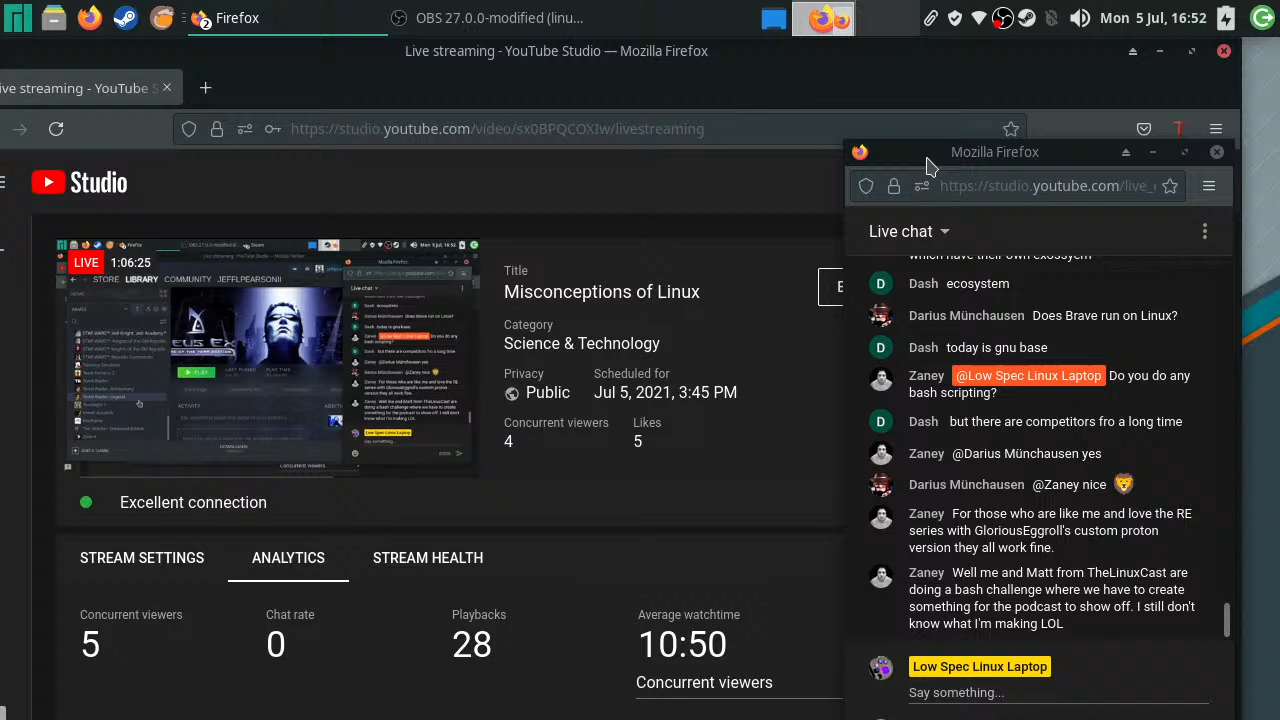 2 Firefox
OBS 27.0.0-modified (linu...
Mon 5 Jul, 16:52
Live streaming - YouTube Studio — Mozilla Firefox
ive streaming - YouTube S
https://studio.youtube.com/video/sx0BPQCOXIw/livestreaming
Studio
LIVE 1:06:25
STORE LIBRARY COMMUNITY JEFFLPEARSONII
PLAY
Title
Misconceptions of Linux
Category
Science & Technology
Privacy
Public
Scheduled for
Jul 5, 2021, 3:45 PM
Concurrent viewers
4
Likes
5
E
Excellent connection
STREAM SETTINGS
ANALYTICS
STREAM HEALTH
Concurrent viewers
5
Chat rate
0
Playbacks
28
Average watchtime
10:50
Concurrent viewers
Mozilla Firefox
https://studio.youtube.com/live_c
Live chat
Dash ecosystem
Darius Münchausen Does Brave run on Linux?
Dash today is gnu base
Zaney @Low Spec Linux Laptop Do you do any
bash scripting?
Dash but there are competitiro a long time
Zaney @Darius Münchausen yes
Darius Münchausen @Zaney nice
Zaney For those who are like me and love the RE
series with GloriousEggroll's custom proton
version they all work fine.
Zaney Well me and Matt from TheLinuxCast are
doing a bash challenge where we have to create
something for the podcast to show off. I still don't
know what I'm making LOL
Low Spec Linux Laptop
Say something...